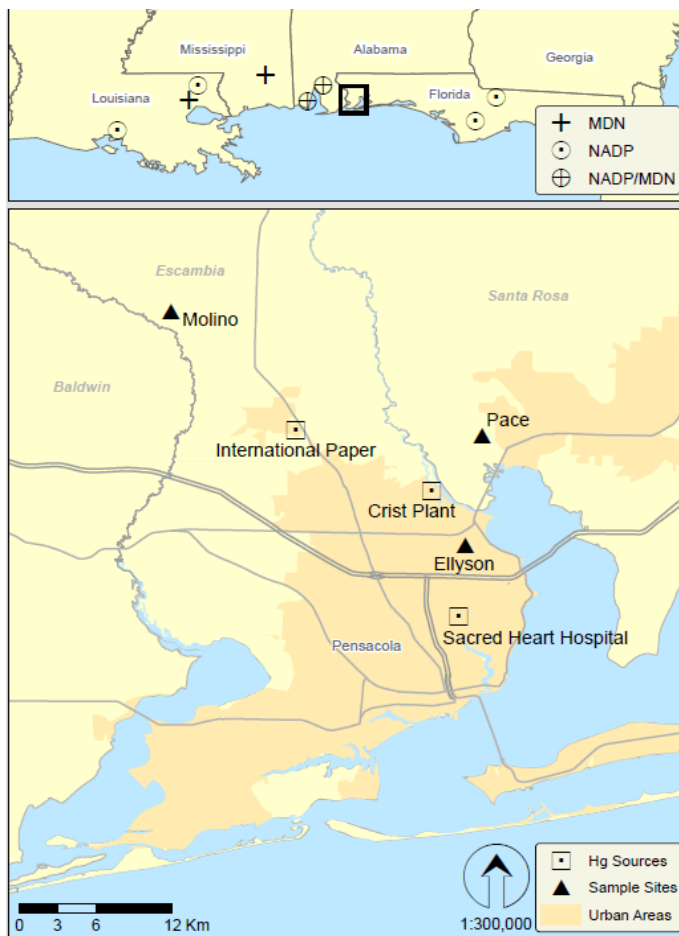 Mississippi
Alabama
Georgia
Louisiana
Florida
MDN
NADP
NADP/MDN
Escambia
Santa Rosa
Molino
Baldwin
Pace
International Paper
Crist Plant
Ellyson
Pensacola
Sacred Heart Hospital
Hg Sources
Sample Sites
Urban Areas
0 3 6 12 Km
1:300,000